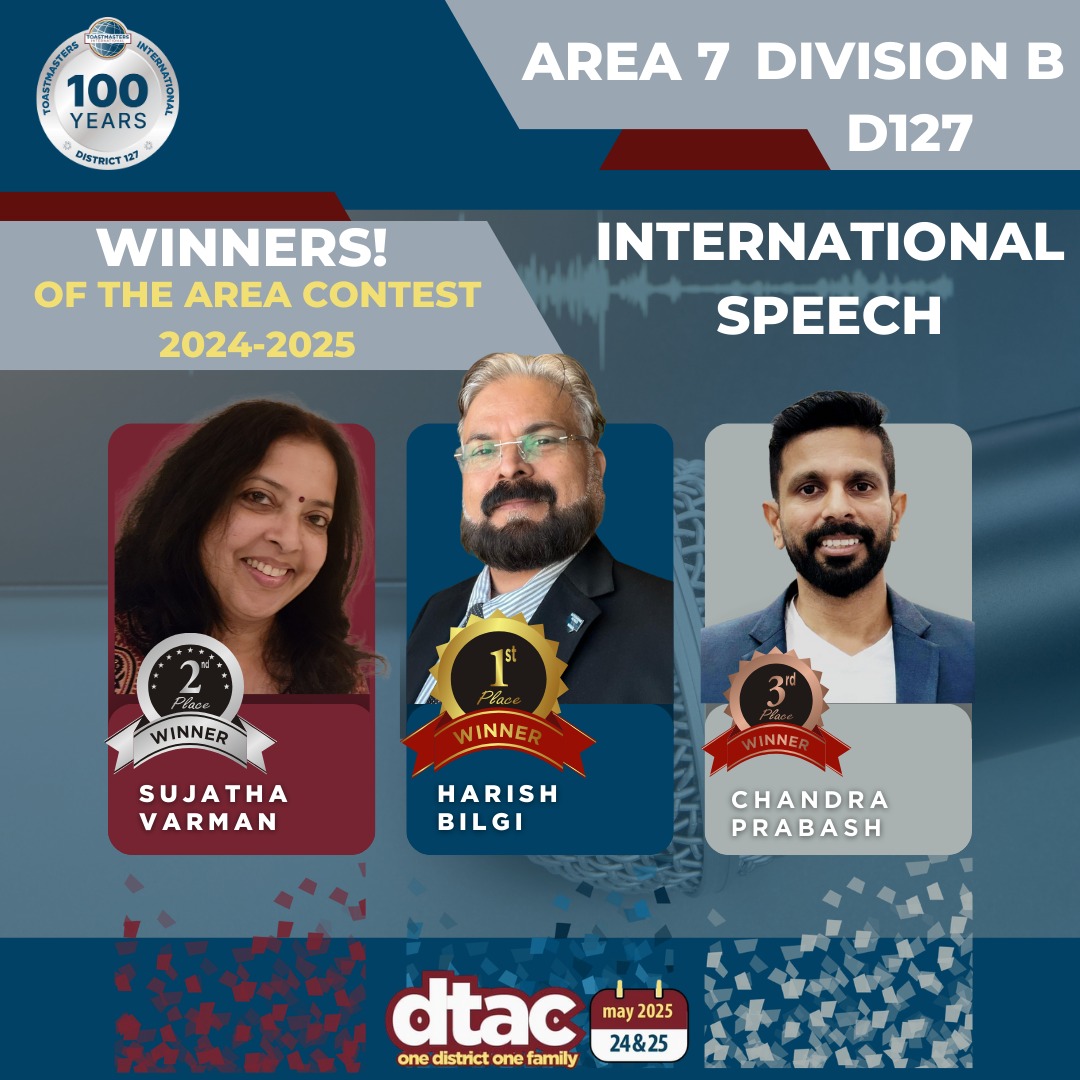 TOASTMASTERS INTERNATIONAL
TOASTMASTERS
INTERNATIONAL
100
YEARS
DISTRICT 127
AREA 7 DIVISION B
D127
WINNERS!
OF THE AREA CONTEST
2024-2025
INTERNATIONAL
SPEECH
2nd
Place
WINNER
SUJATHA
VARMAN
1st
Place
WINNER
HARISH
BILGI
3rd
Place
WINNER
CHANDRA
PRABASH
dtac
one district one family
may 2025
24&25